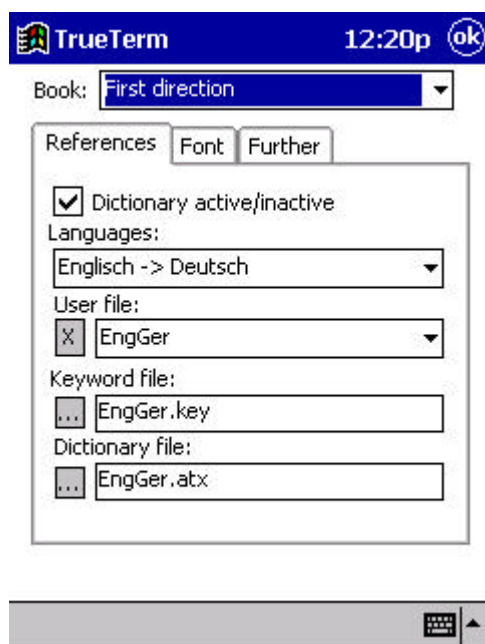 TrueTerm 12:20p ok
Book: First direction
References Font Further
Dictionary active/inactive
Languages:
Englisch -> Deutsch
User file:
X EngGer
Keyword file:
... EngGer.key
Dictionary file:
... EngGer.atx